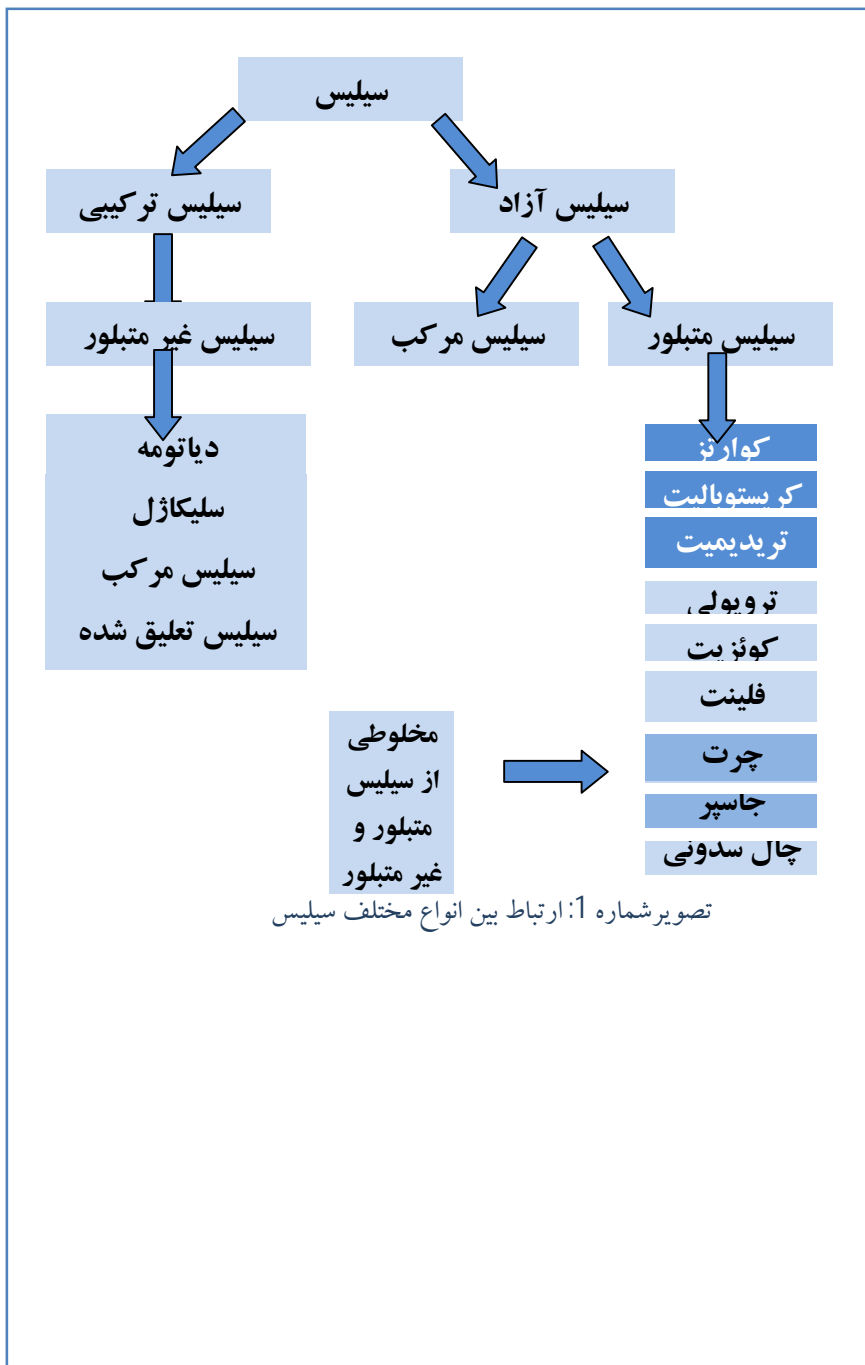 سیلیس
سیلیس آزاد
سیلیس ترکیبی
سیلیس متبلور
سیلیس مرکب
سیلیس غیر متبلور
کوارتز
کریستوبالیت
تریدیمیت
تروپولی
کوئزیت
فلینت
چرت
جاسپر
چال سدونی
دیاتومه
سلیکاژل
سیلیس مرکب
سیلیس تعلیق شده
مخلوطی
از سیلیس
متبلور و
غیر متبلور
تصویرشماره 1: ارتباط بین انواع مختلف سیلیس